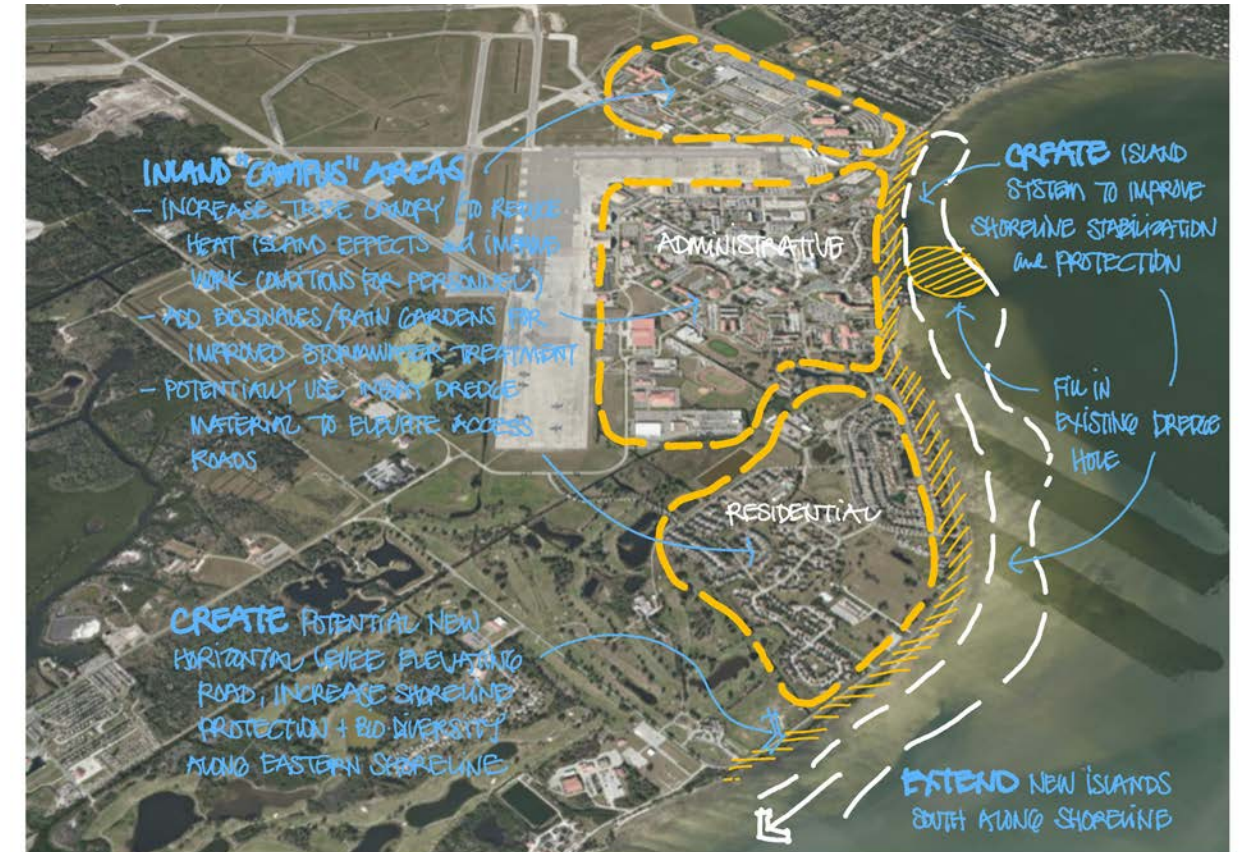 INLAND "CAMPUS" AREAS
- INCREASE TREE CANOPY (TO REDUCE
HEAT ISLAND EFFECTS and IMPROVE
WORK CONDITIONS FOR PERSONNEL)
- ADD BIOSWALES/RAIN GARDENS FOR
IMPROVED STORMWATER TREATMENT
- POTENTIALLY USE INBAY DREDGE
MATERIAL TO ELEVATE ACCESS
ROADS
ADMINISTRATIVE
RESIDENTIAL
CREATE ISLAND
SYSTEM TO IMPROVE
SHORELINE STABILIZATION
and PROTECTION
FILL IN
EXISTING DREDGE
HOLE
CREATE POTENTIAL NEW
HORIZONTAL LEVEE ELEVATING
ROAD, INCREASE SHORELINE
PROTECTION + BIO DIVERSITY
ALONG EASTERN SHORELINE
EXTEND NEW ISLANDS
SOUTH ALONG SHORELINE